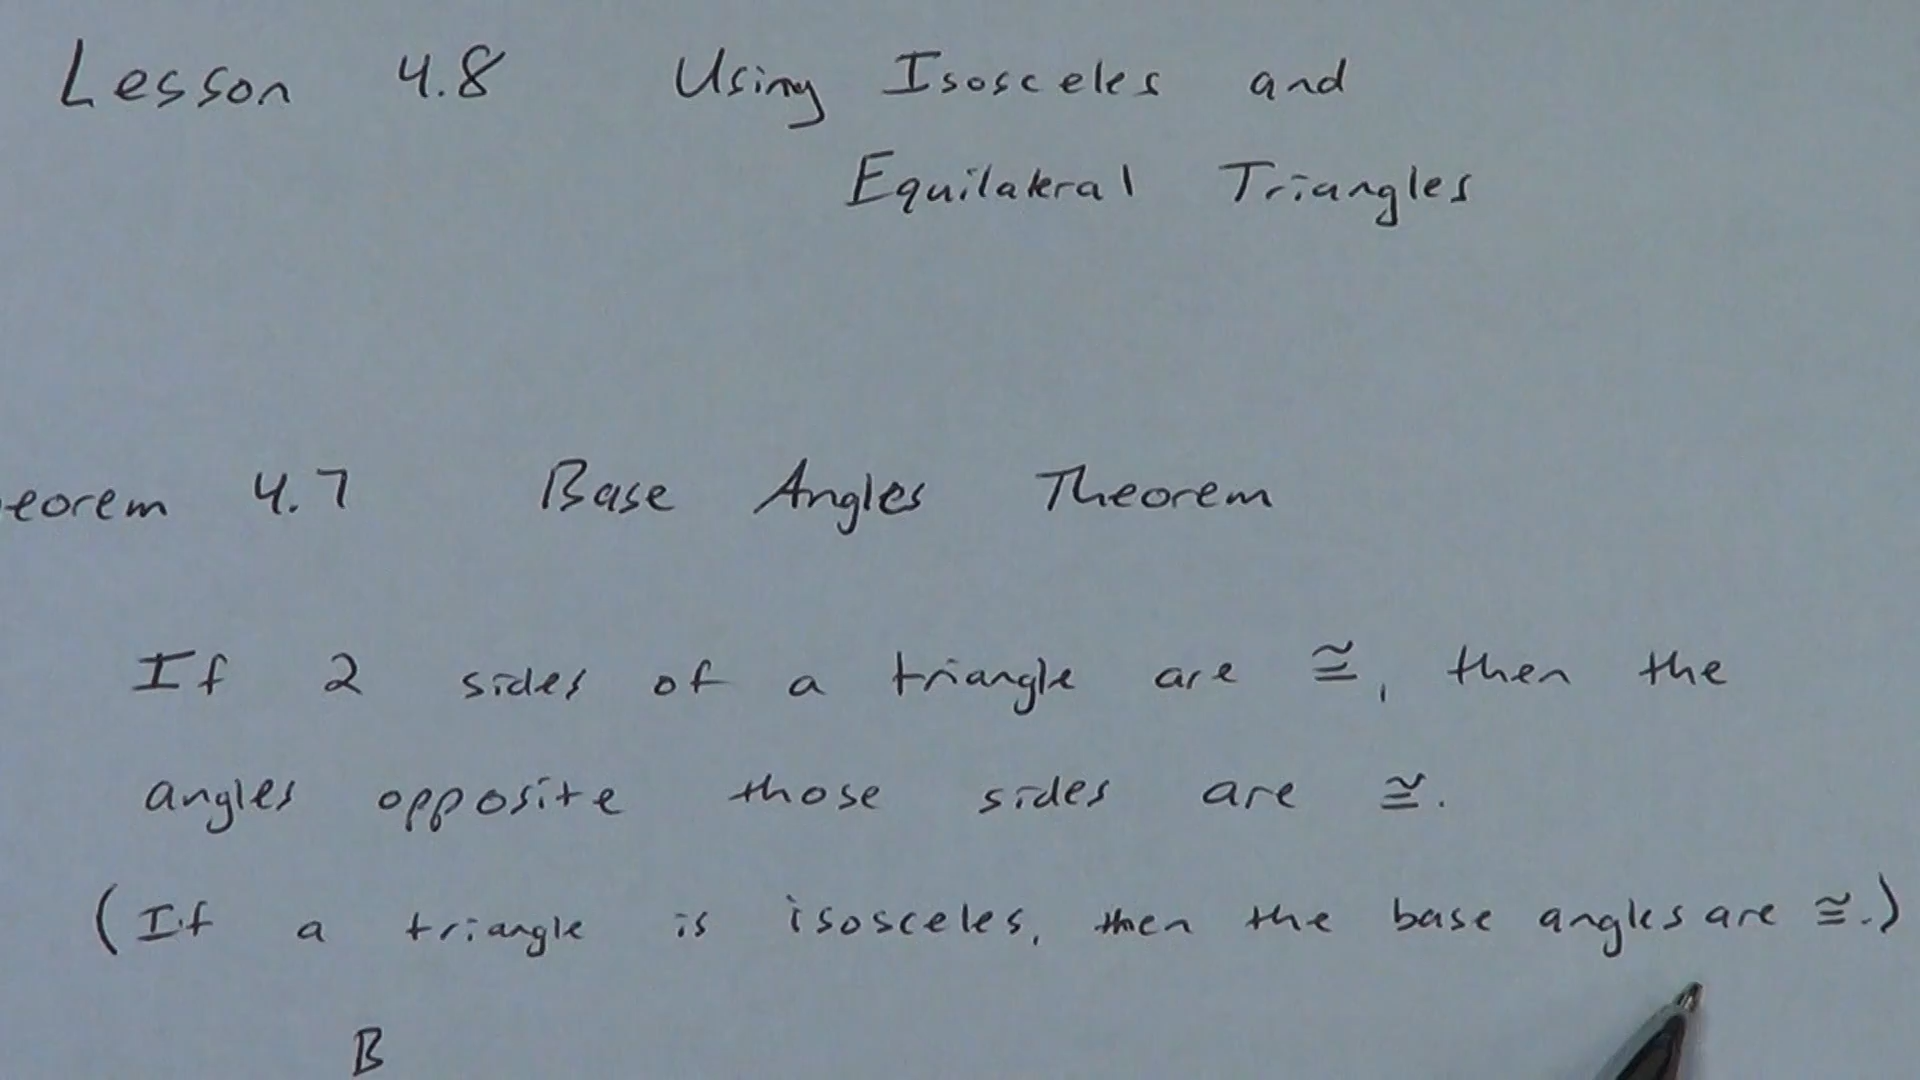 Lesson 4.8 Using Isosceles and
Equilateral Triangles
eorem 4.7 Base Angles Theorem
If 2 sides of a triangle are ≅, then the
angles opposite those sides are ≅.
(If a triangle is isosceles, then the base angles are ≅.)
B